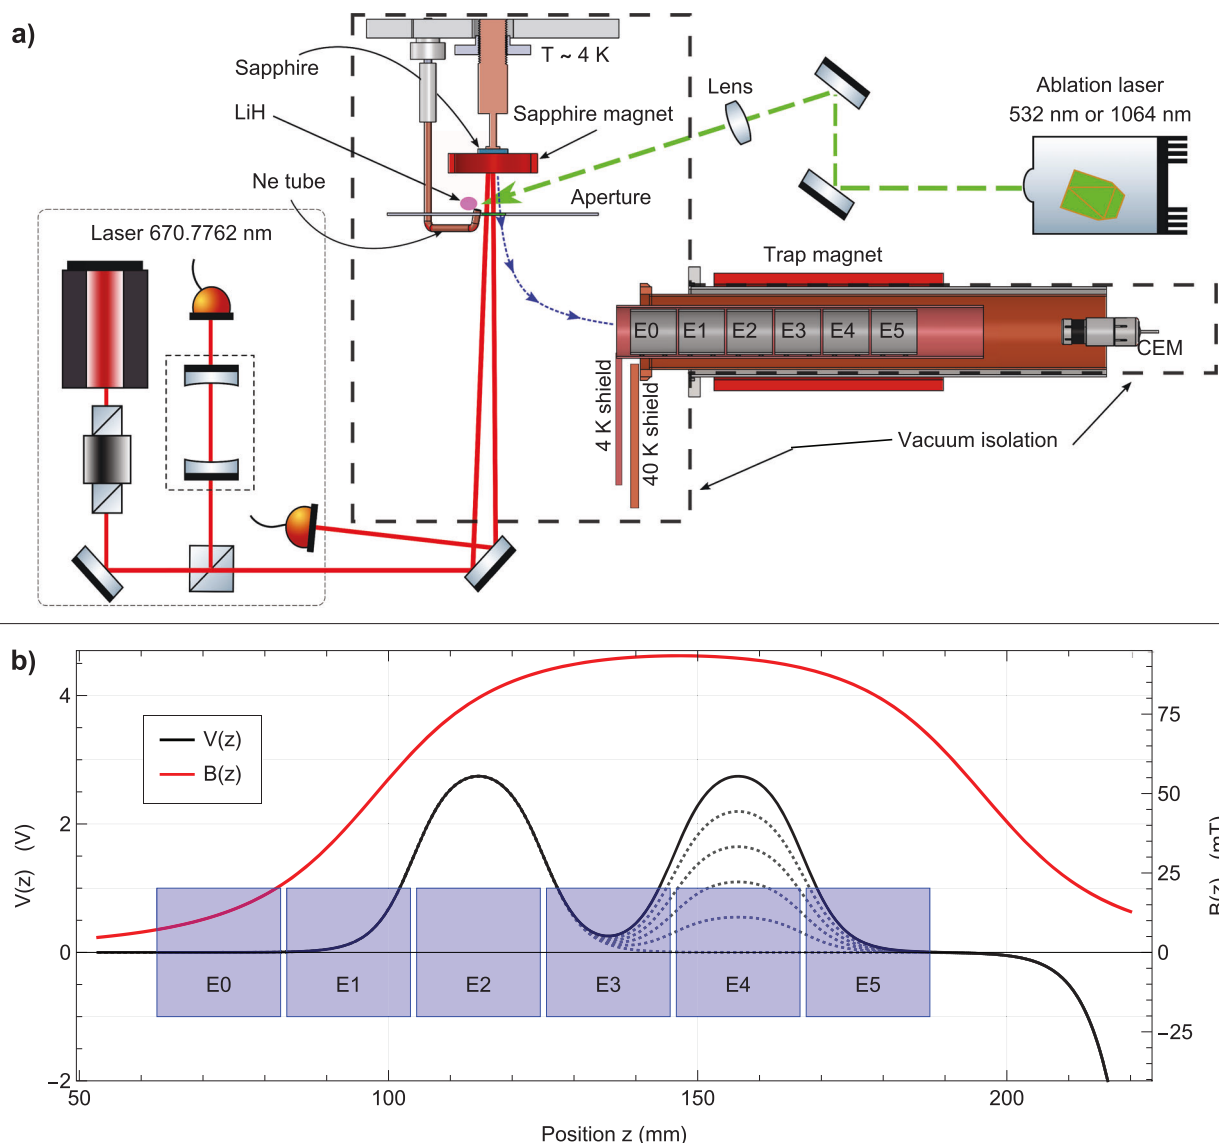 a)
T ~ 4 K
Sapphire
LiH
Ne tube
Sapphire magnet
Lens
Ablation laser
532 nm or 1064 nm
Aperture
Laser 670.7762 nm
Trap magnet
E0 E1 E2 E3 E4 E5
CEM
4 K shield
40 K shield
Vacuum isolation
b)
V(z)
B(z)
V(z) (V)
4
2
0
−2
B(z) (mT)
75
50
25
0
−25
E0 E1 E2 E3 E4 E5
50 100 150 200
Position z (mm)